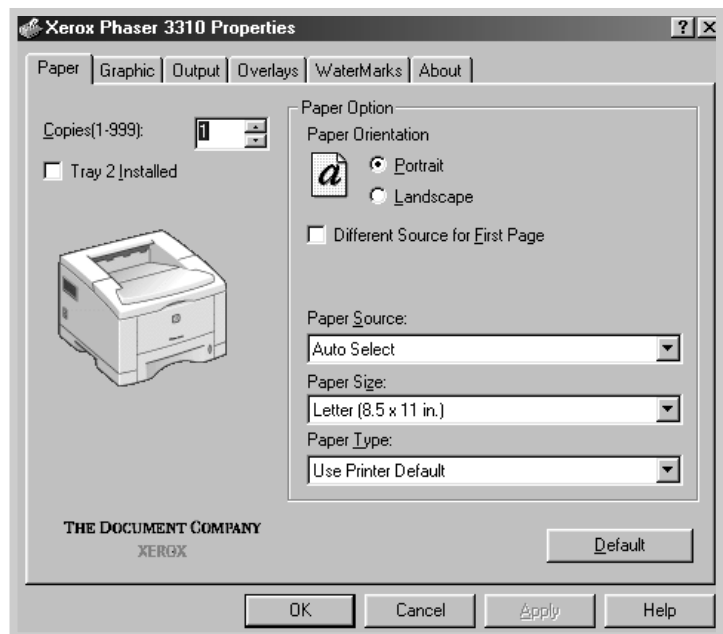 Xerox Phaser 3310 Properties
Paper Graphic Output Overlays WaterMarks About
Copies(1-999): 1
Tray 2 Installed
Paper Option
Paper Orientation
a
Portrait
Landscape
Different Source for First Page
Paper Source:
Auto Select
Paper Size:
Letter (8.5 x 11 in.)
Paper Type:
Use Printer Default
THE DOCUMENT COMPANY
XEROX
Default
OK Cancel Apply Help